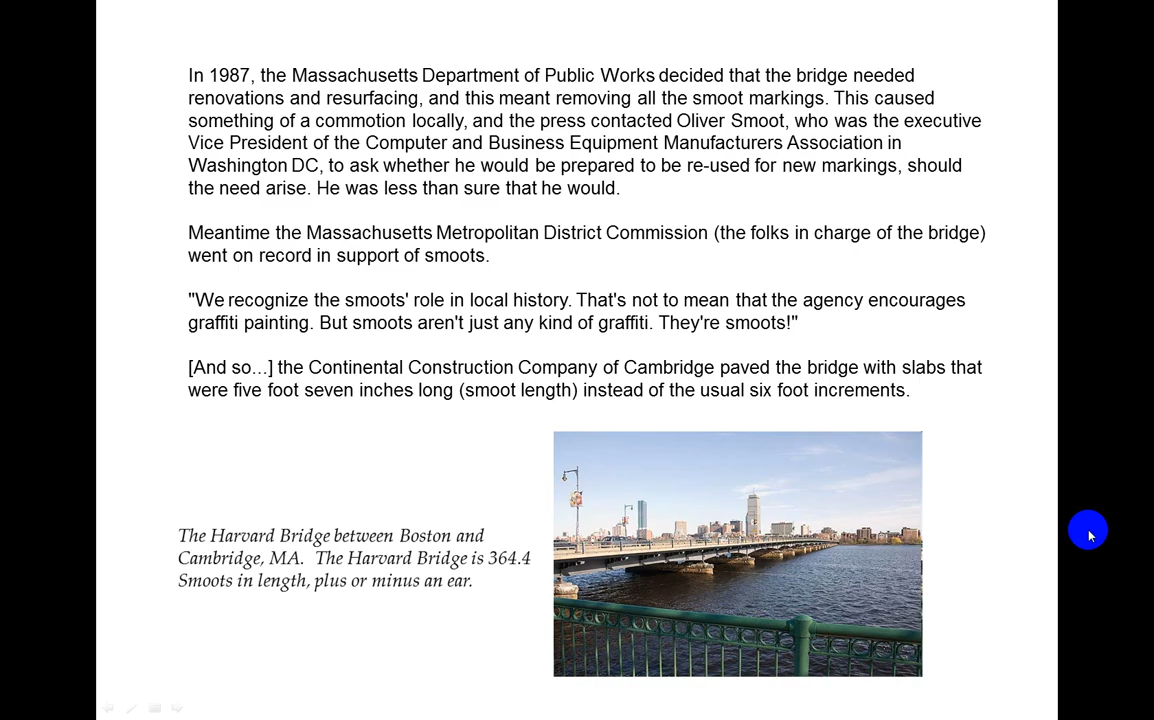 In 1987, the Massachusetts Department of Public Works decided that the bridge needed
renovations and resurfacing, and this meant removing all the smoot markings. This caused
something of a commotion locally, and the press contacted Oliver Smoot, who was the executive
Vice President of the Computer and Business Equipment Manufacturers Association in
Washington DC, to ask whether he would be prepared to be re-used for new markings, should
the need arise. He was less than sure that he would.
Meantime the Massachusetts Metropolitan District Commission (the folks in charge of the bridge)
went on record in support of smoots.
"We recognize the smoots' role in local history. That's not to mean that the agency encourages
graffiti painting. But smoots aren't just any kind of graffiti. They're smoots!"
[And so...] the Continental Construction Company of Cambridge paved the bridge with slabs that
were five foot seven inches long (smoot length) instead of the usual six foot increments.
The Harvard Bridge between Boston and
Cambridge, MA. The Harvard Bridge is 364.4
Smoots in length, plus or minus an ear.